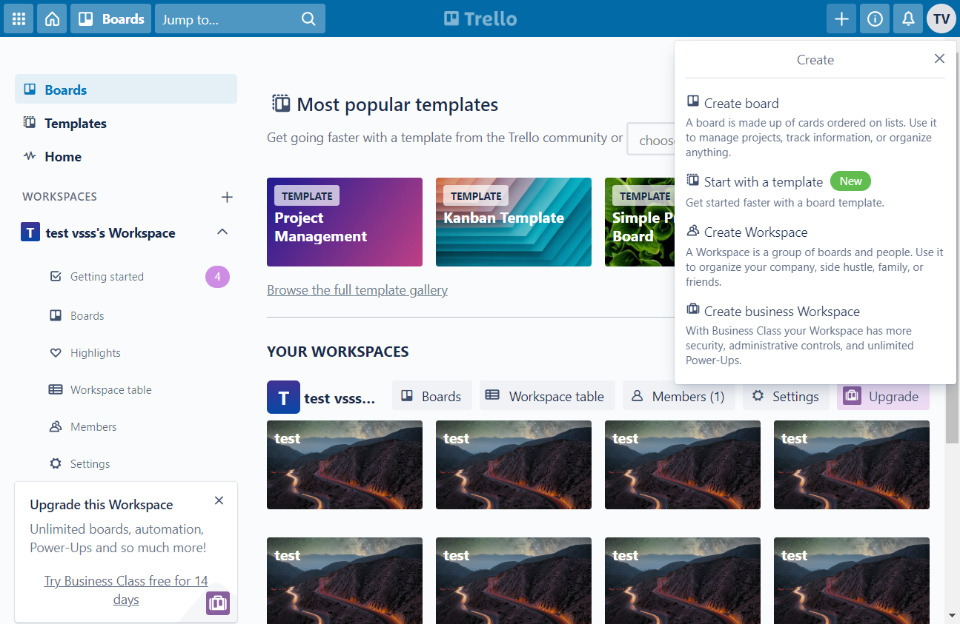 Boards
Jump to...
Trello
TV
Boards
Templates
Home
WORKSPACES
T test vsss's Workspace
Getting started 4
Boards
Highlights
Workspace table
Members
Settings
Upgrade this Workspace
Unlimited boards, automation,
Power-Ups and so much more!
Try Business Class free for 14
days
Most popular templates
Get going faster with a template from the Trello community or
TEMPLATE
Project
Management
TEMPLATE
Kanban Template
TEMPLATE
Simple
Board
Browse the full template gallery
YOUR WORKSPACES
T test vsss...
Boards
Workspace table
Members (1)
Settings
Upgrade
test
test
test
test
test
test
test
test
Create
Create board
A board is made up of cards ordered on lists. Use it
to manage projects, track information, or organize
anything.
Start with a template New
Get started faster with a board template.
Create Workspace
A Workspace is a group of boards and people. Use it
to organize your company, side hustle, family, or
friends.
Create business Workspace
With Business Class your Workspace has more
security, administrative controls, and unlimited
Power-Ups.